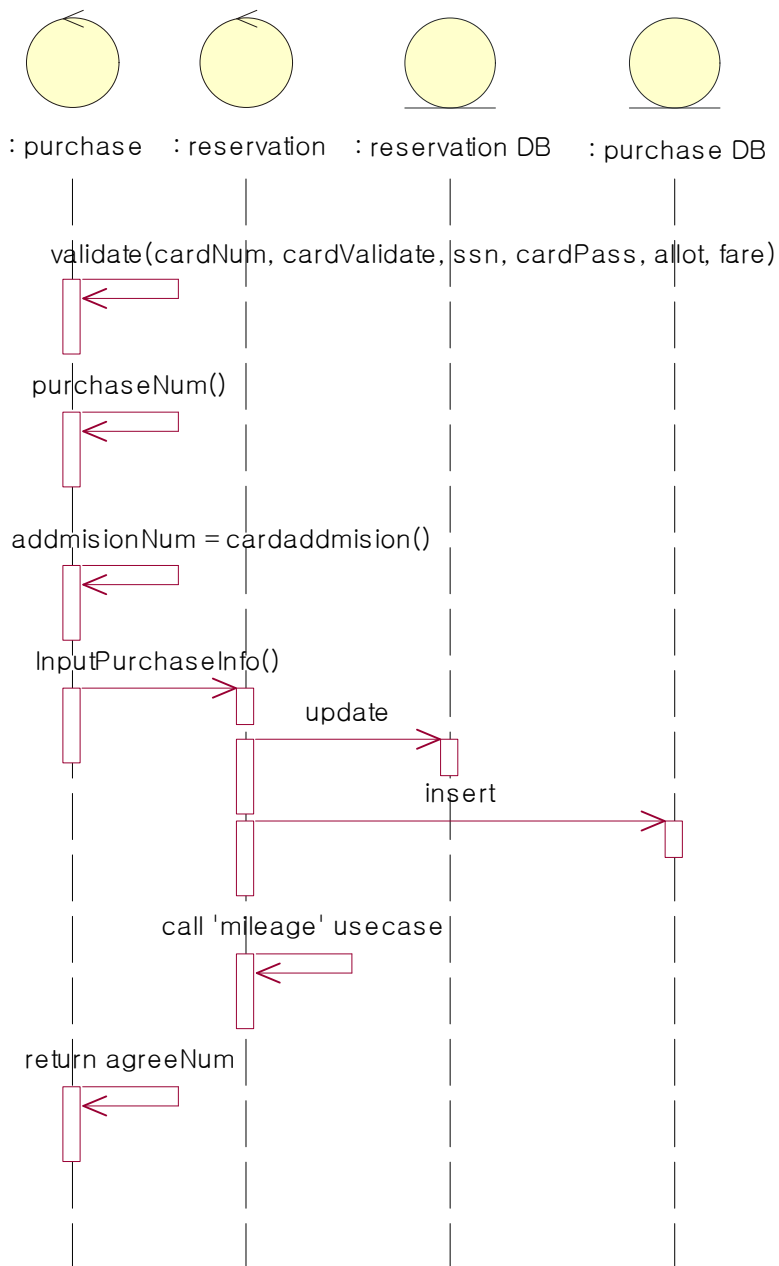 : purchase
: reservation
: reservation DB
: purchase DB
validate(cardNum, cardValidate, ssn, cardPass, allot, fare)
purchaseNum()
addmisionNum = cardaddmision()
InputPurchaseInfo()
update
insert
call 'mileage' usecase
return agreeNum